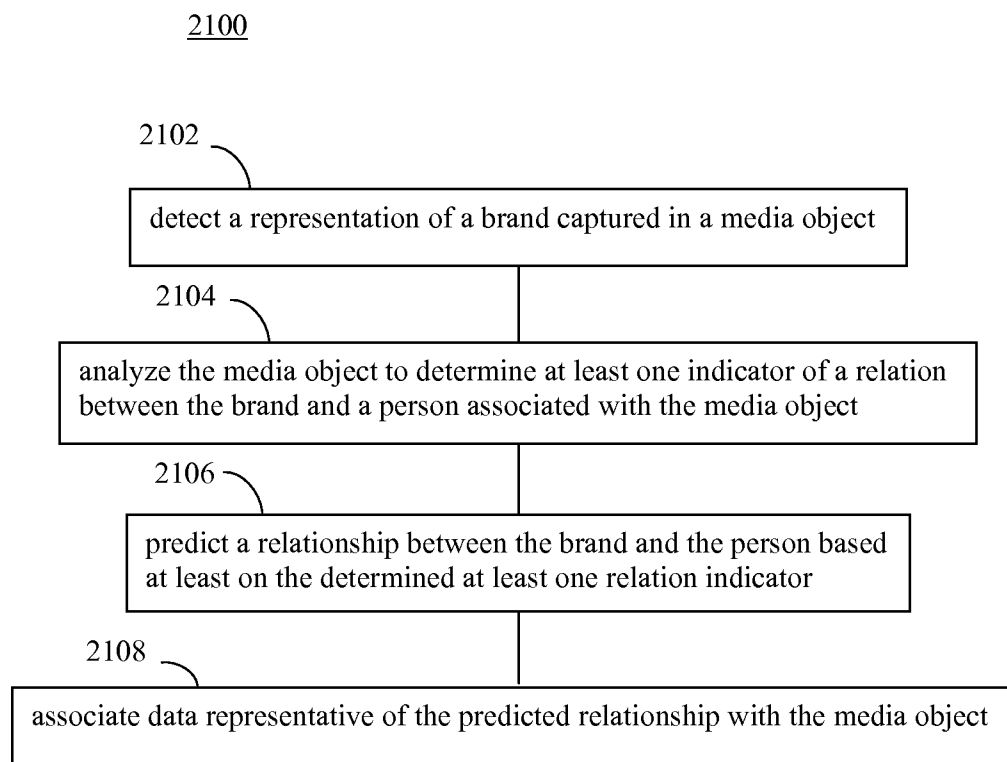 2100
2102
detect a representation of a brand captured in a media object
2104
analyze the media object to determine at least one indicator of a relation
between the brand and a person associated with the media object
2106
predict a relationship between the brand and the person based
at least on the determined at least one relation indicator
2108
associate data representative of the predicted relationship with the media object